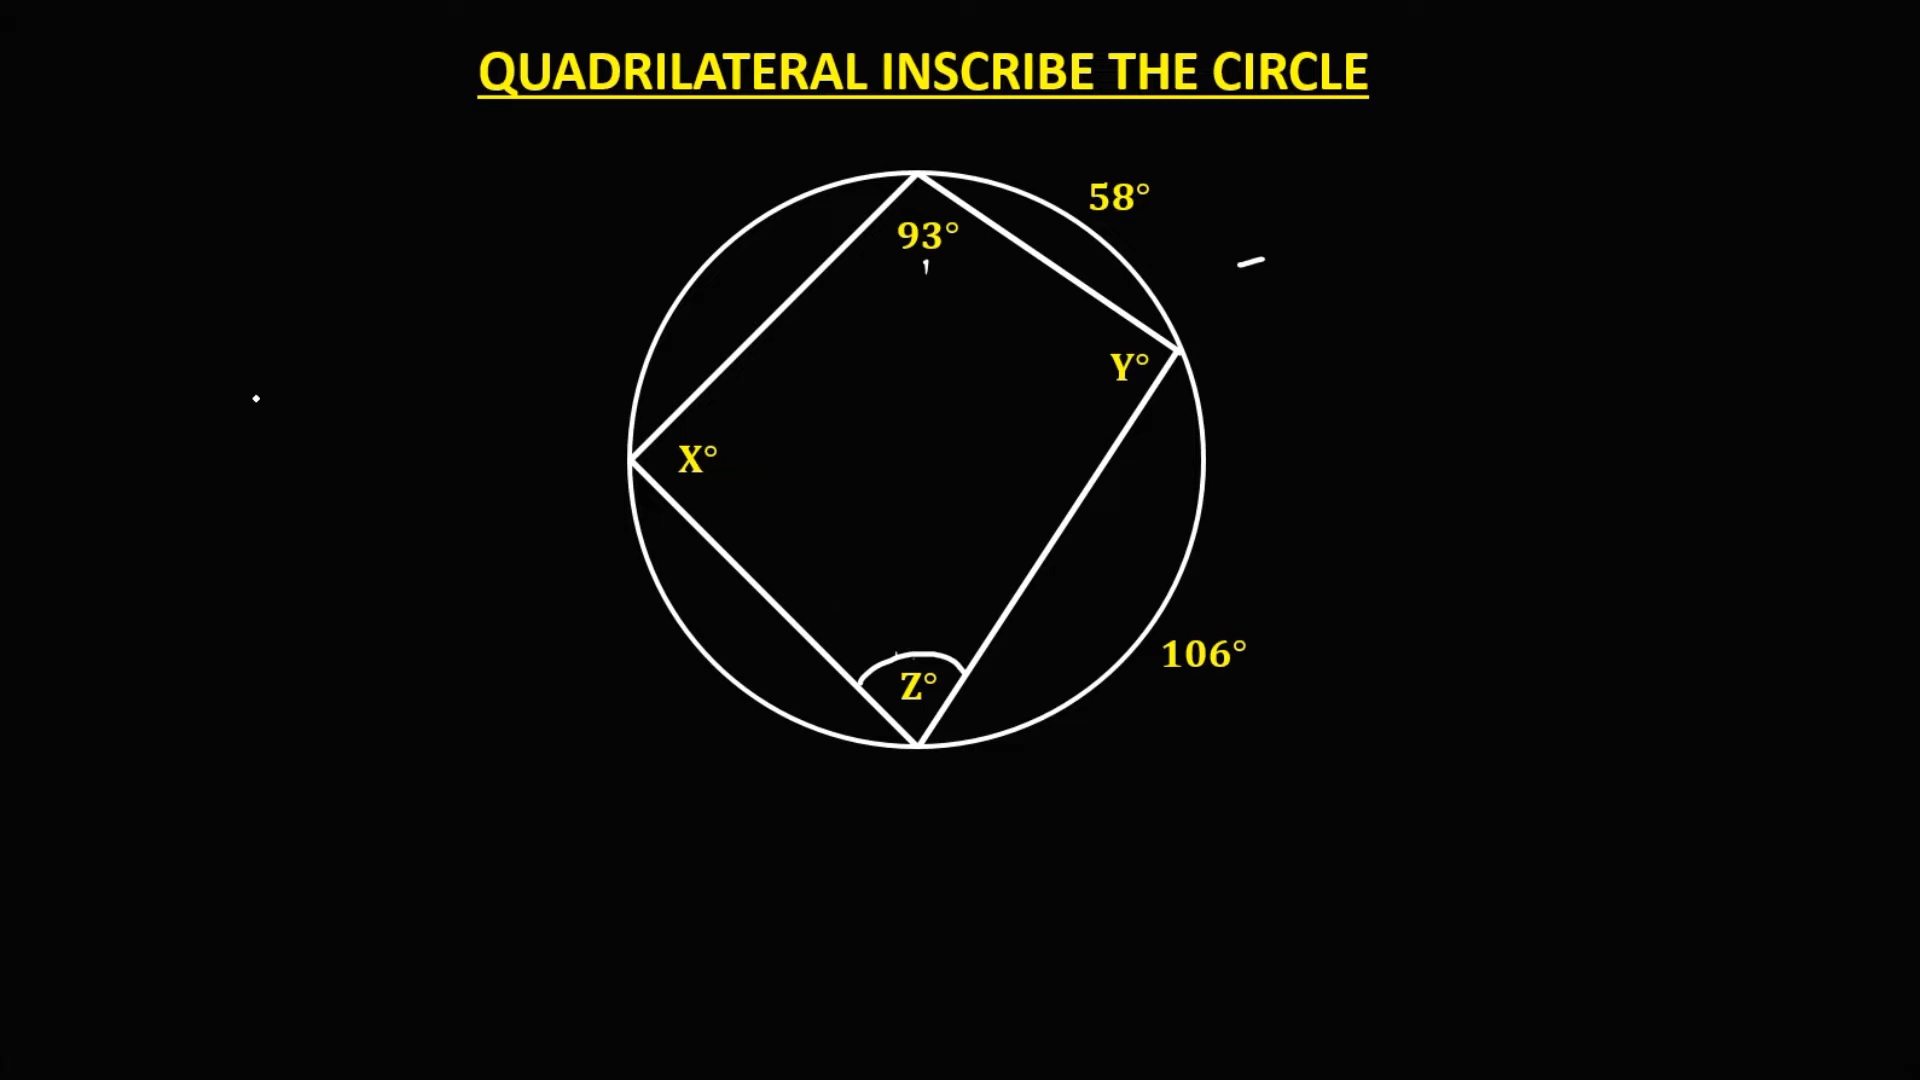 QUADRILATERAL INSCRIBE THE CIRCLE
58°
93°
Y°
X°
106°
Z°